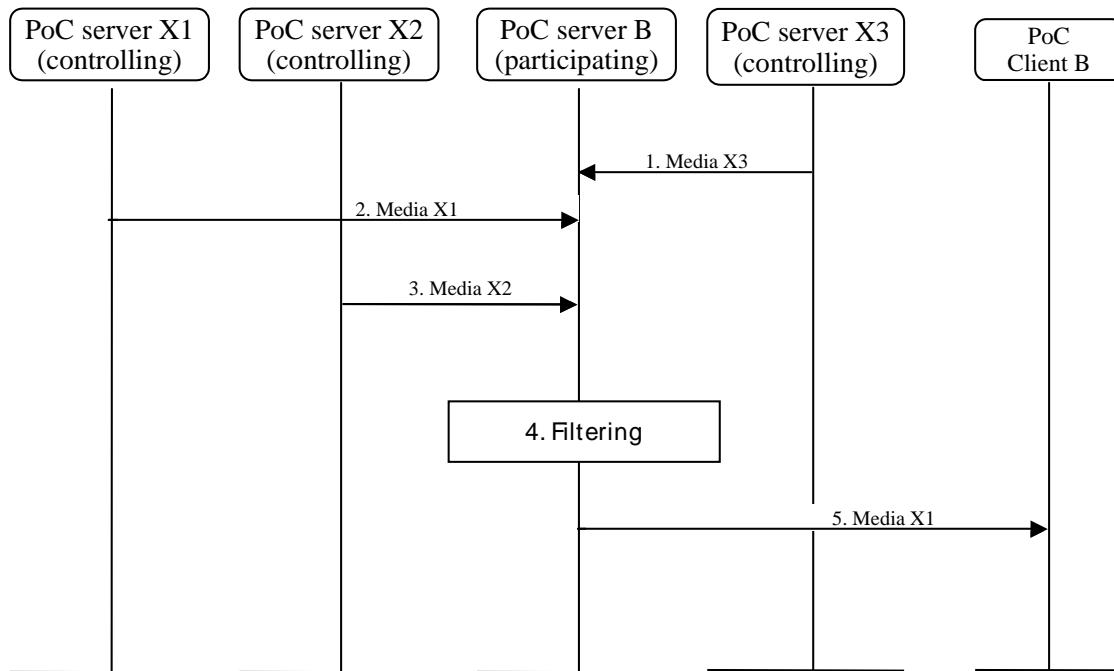 PoC server X1
(controlling)
PoC server X2
(controlling)
PoC server B
(participating)
PoC server X3
(controlling)
PoC
Client B
1. Media X3
2. Media X1
3. Media X2
4. Filtering
5. Media X1